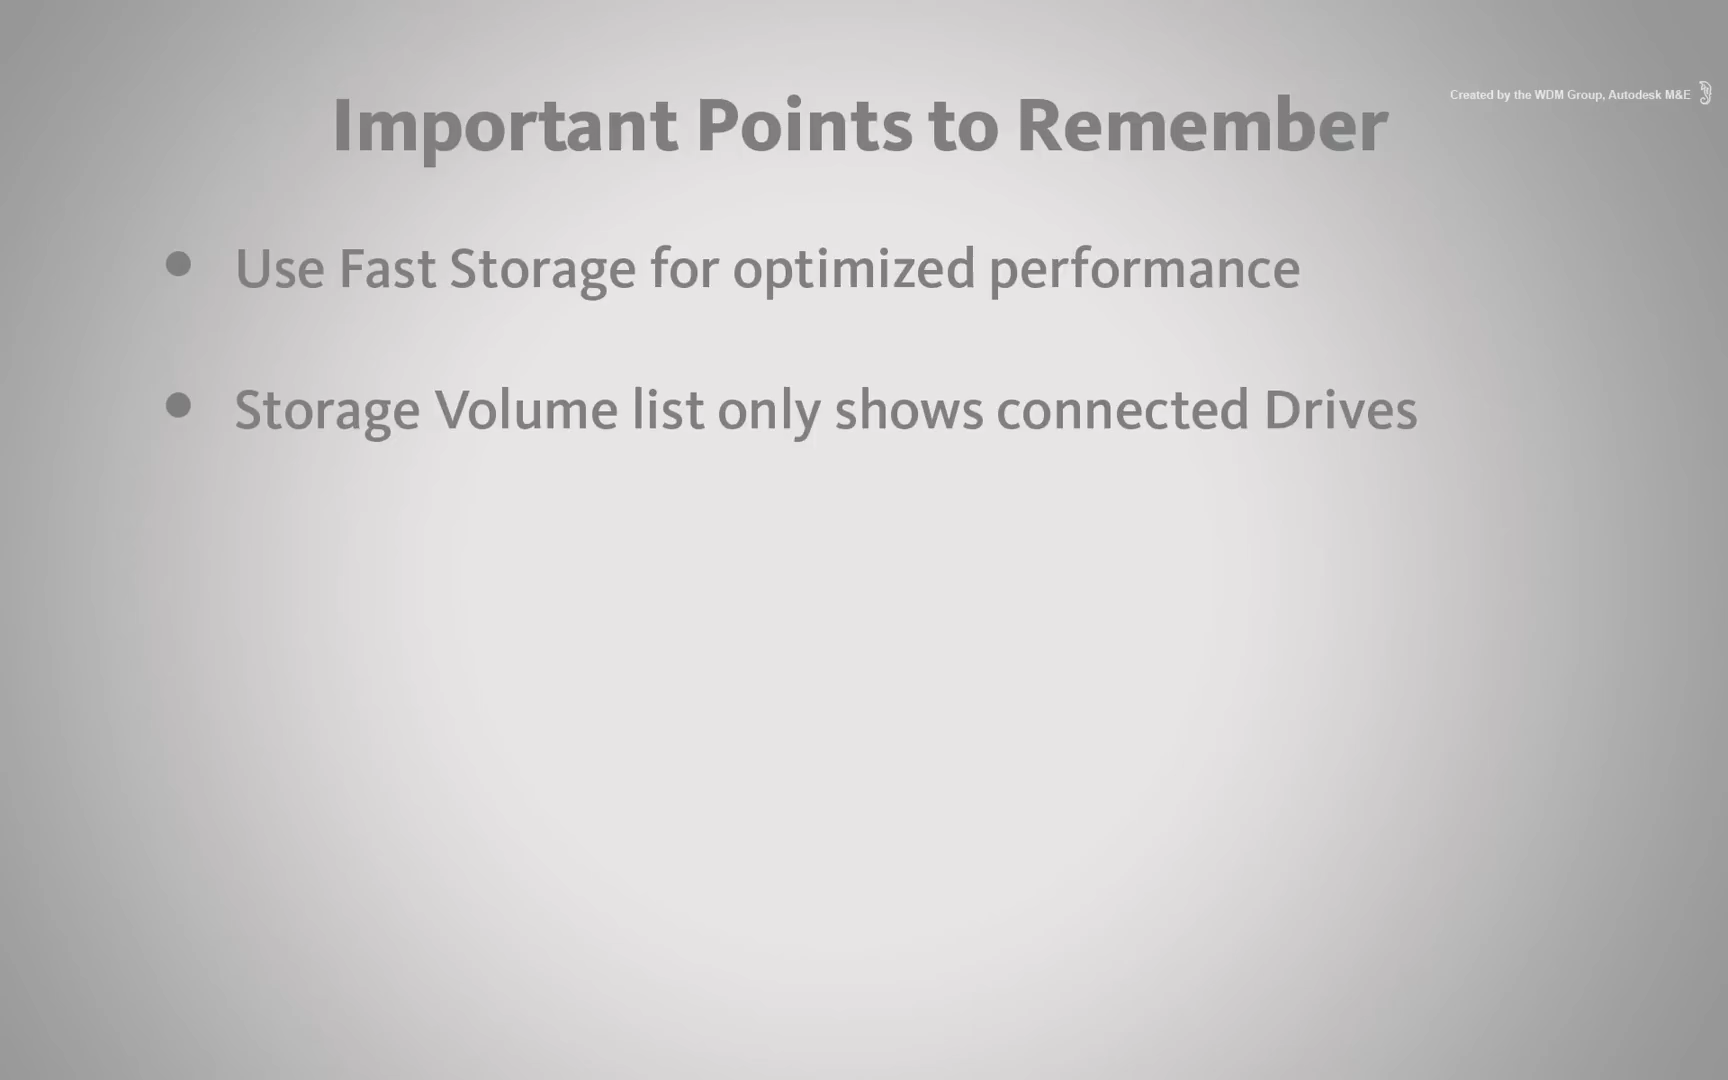 Important Points to Remember
Created by the WDM Group, Autodesk M&E
• Use Fast Storage for optimized performance
• Storage Volume list only shows connected Drives